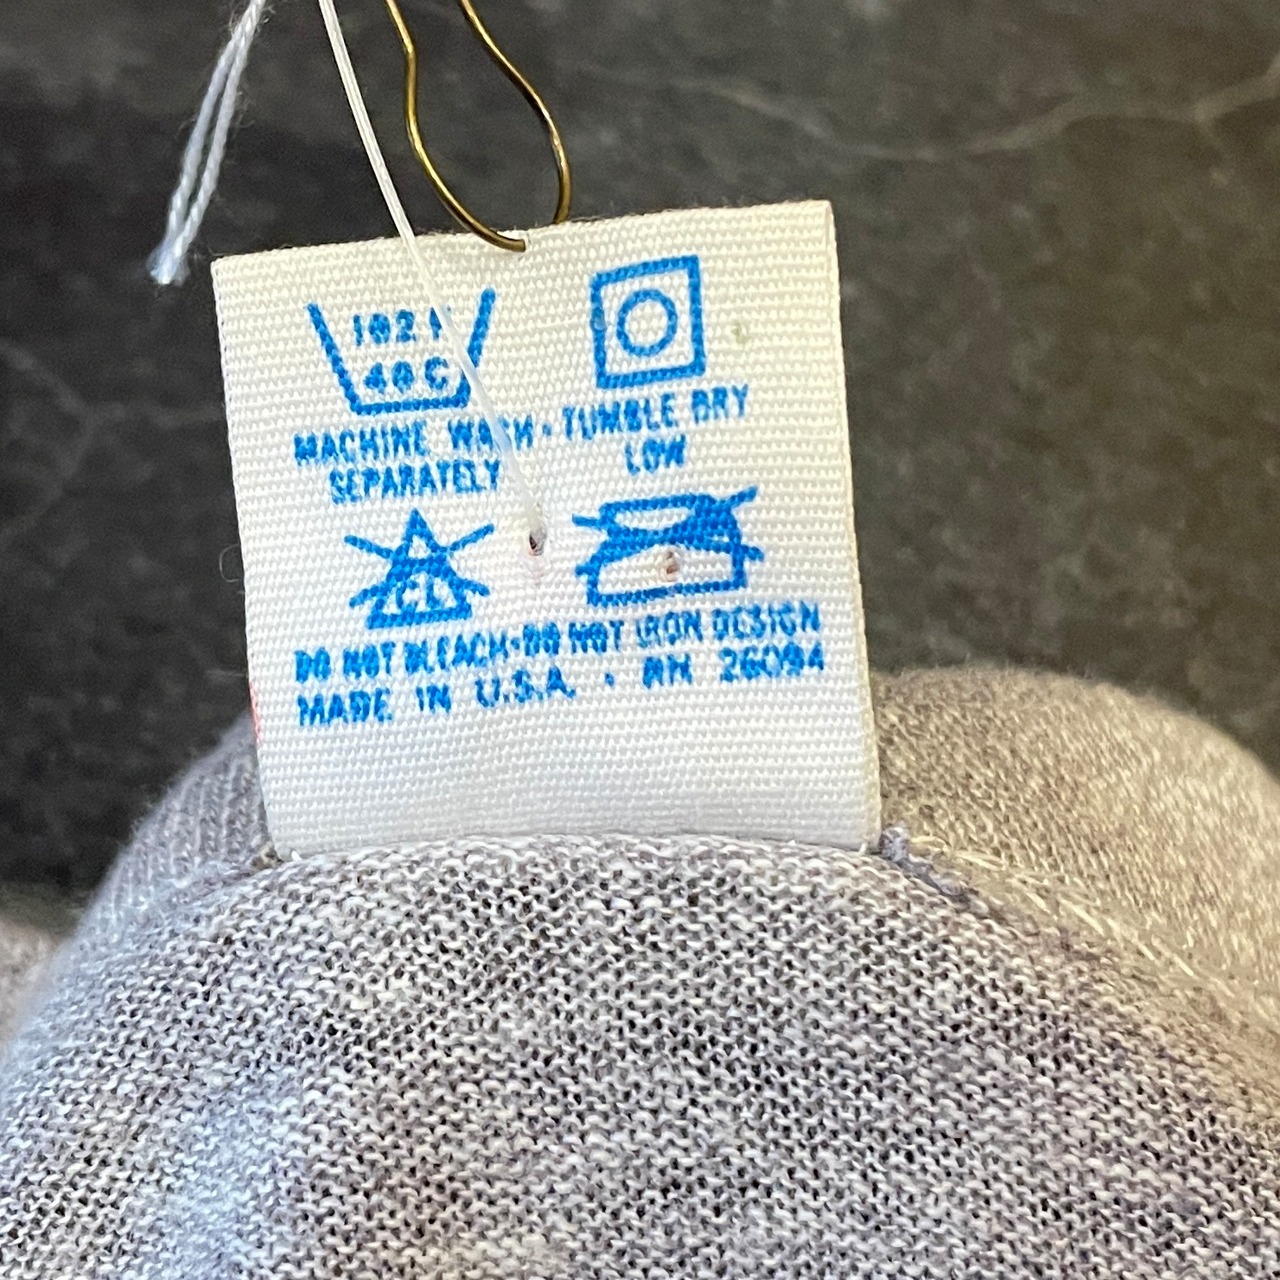 102 F
40 C
MACHINE WASH · TUMBLE DRY
SEPARATELY LOW
CL
DO NOT BLEACH · DO NOT IRON DESIGN
MADE IN U.S.A. · RN 26094